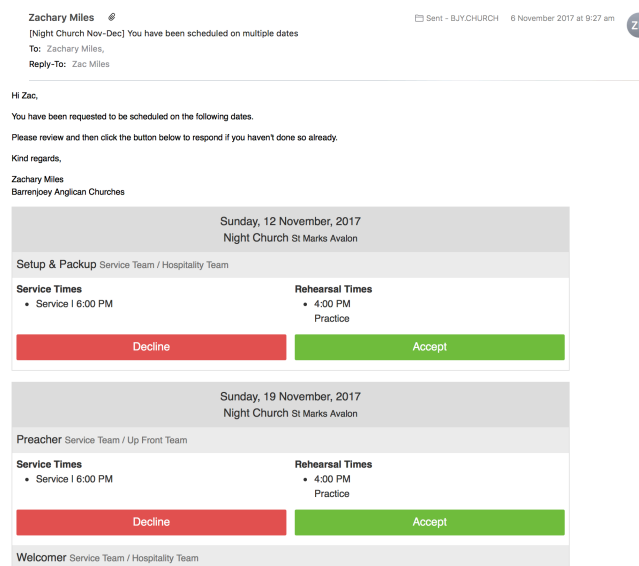 Zachary Miles
Sent - BJY.CHURCH 6 November 2017 at 9:27 am
Z
[Night Church Nov-Dec] You have been scheduled on multiple dates
To: Zachary Miles,
Reply-To: Zac Miles
Hi Zac,
You have been requested to be scheduled on the following dates.
Please review and then click the button below to respond if you haven't done so already.
Kind regards,
Zachary Miles
Barrenjoey Anglican Churches
Sunday, 12 November, 2017
Night Church St Marks Avalon
Setup & Packup Service Team / Hospitality Team
Service Times Rehearsal Times
• Service | 6:00 PM • 4:00 PM
Practice
Decline Accept
Sunday, 19 November, 2017
Night Church St Marks Avalon
Preacher Service Team / Up Front Team
Service Times Rehearsal Times
• Service | 6:00 PM • 4:00 PM
Practice
Decline Accept
Welcomer Service Team / Hospitality Team